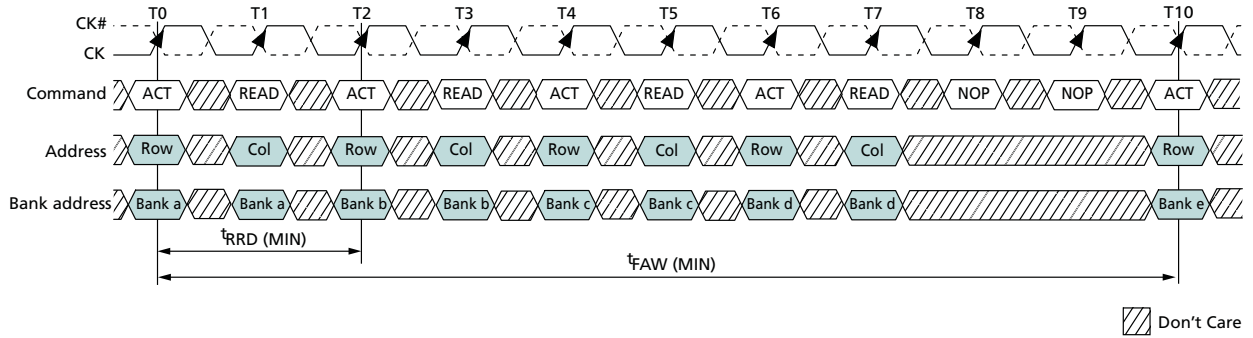 T0 T1 T2 T3 T4 T5 T6 T7 T8 T9 T10
CK#
CK
Command ACT READ ACT READ ACT READ ACT READ NOP NOP ACT
Address Row Col Row Col Row Col Row Col Row
Bank address Bank a Bank a Bank b Bank b Bank c Bank c Bank d Bank d Bank e
tRRD (MIN)
tFAW (MIN)
Don't Care